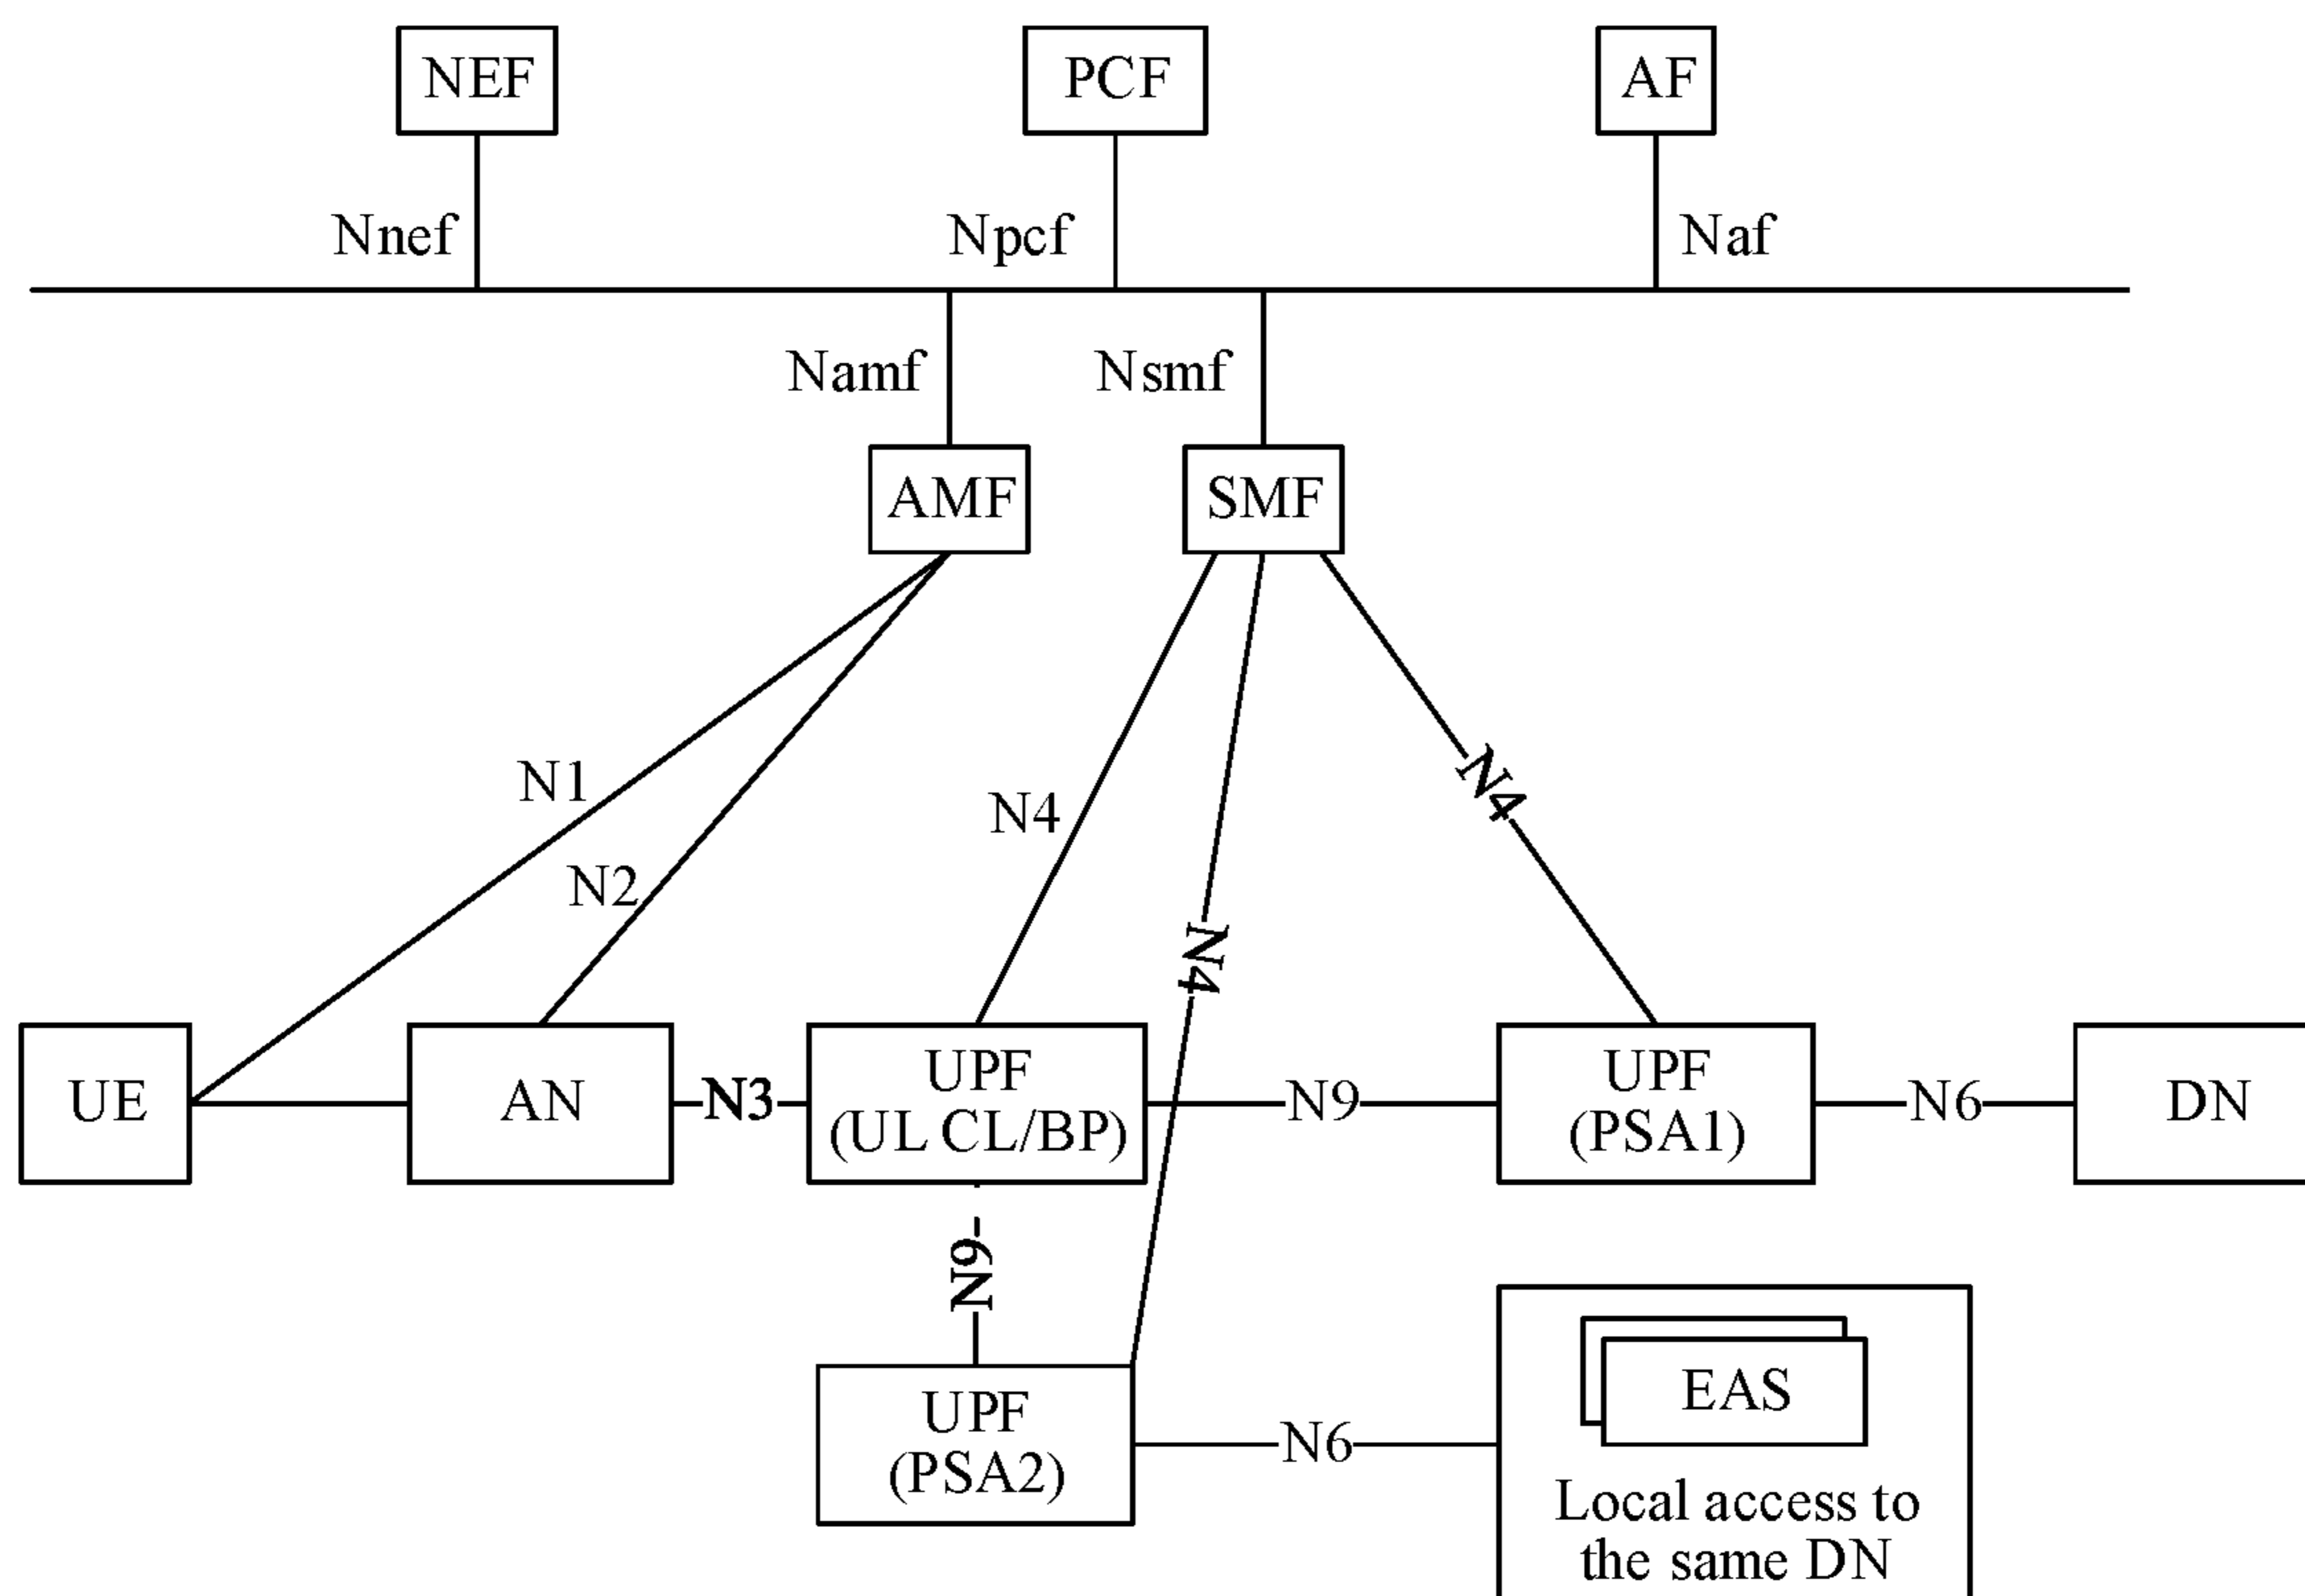 NEF
PCF
AF
Nnef
Npcf
Naf
Namf
Nsmf
AMF
SMF
N1
N4
N4
N2
N4
UE
AN
N3
UPF
(UL CL/BP)
N9
UPF
(PSA1)
N6
DN
N9
UPF
(PSA2)
N6
EAS
Local access to
the same DN